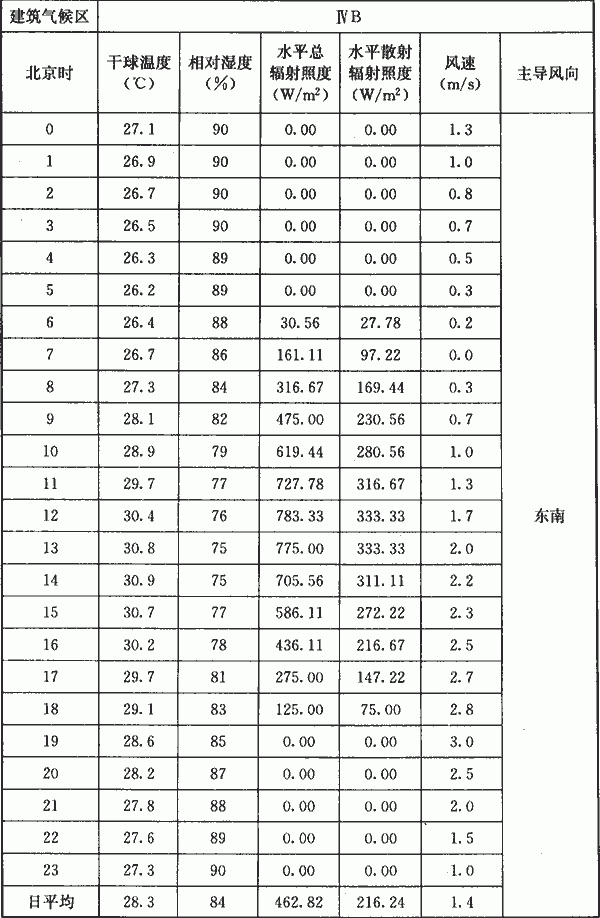 建筑气候区 ⅣB
北京时 干球温度(℃) 相对湿度(%) 水平总辐射照度(W/m²) 水平散射辐射照度(W/m²) 风速(m/s) 主导风向
0 27.1 90 0.00 0.00 1.3
1 26.9 90 0.00 0.00 1.0
2 26.7 90 0.00 0.00 0.8
3 26.5 90 0.00 0.00 0.7
4 26.3 89 0.00 0.00 0.5
5 26.2 89 0.00 0.00 0.3
6 26.4 88 30.56 27.78 0.2
7 26.7 86 161.11 97.22 0.0
8 27.3 84 316.67 169.44 0.3
9 28.1 82 475.00 230.56 0.7
10 28.9 79 619.44 280.56 1.0
11 29.7 77 727.78 316.67 1.3
12 30.4 76 783.33 333.33 1.7 东南
13 30.8 75 775.00 333.33 2.0
14 30.9 75 705.56 311.11 2.2
15 30.7 77 586.11 272.22 2.3
16 30.2 78 436.11 216.67 2.5
17 29.7 81 275.00 147.22 2.7
18 29.1 83 125.00 75.00 2.8
19 28.6 85 0.00 0.00 3.0
20 28.2 87 0.00 0.00 2.5
21 27.8 88 0.00 0.00 2.0
22 27.6 89 0.00 0.00 1.5
23 27.3 90 0.00 0.00 1.0
日平均 28.3 84 462.82 216.24 1.4